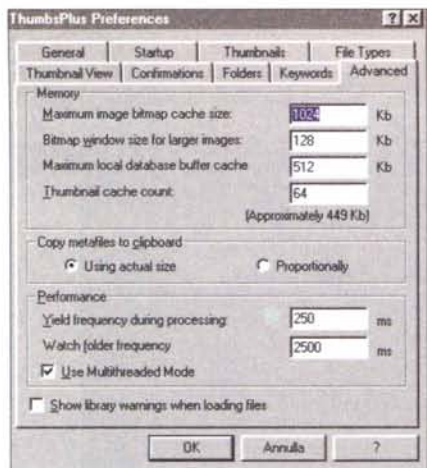 ThumbsPlus Preferences
General Startup Thumbnails File Types
Thumbnail View Confirmations Folders Keywords Advanced
Memory
Maximum image bitmap cache size: 1024 Kb
Bitmap window size for larger images: 128 Kb
Maximum local database buffer cache 512 Kb
Thumbnail cache count: 64
(Approximately 449 Kb)
Copy metafiles to clipboard
Using actual size Proportionally
Performance
Yield frequency during processing: 250 ms
Watch folder frequency 2500 ms
Use Multithreaded Mode
Show library warnings when loading files
OK Annulla ?